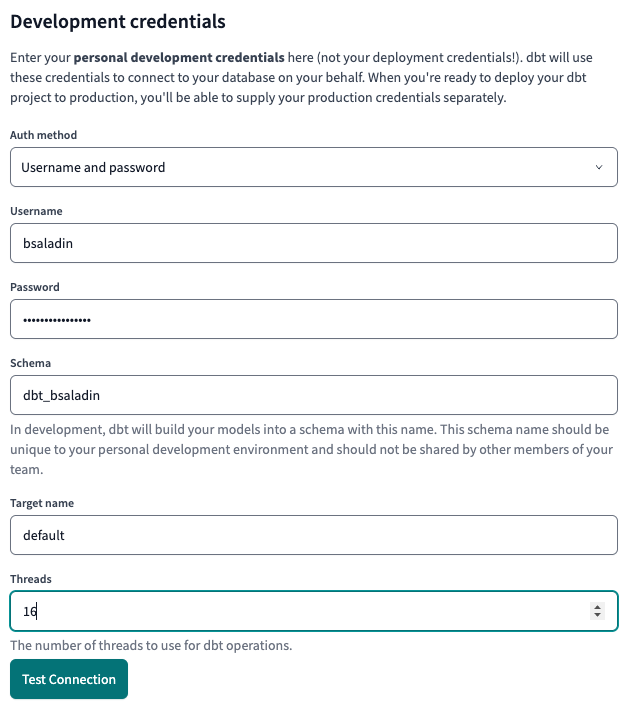 Development credentials
Enter your personal development credentials here (not your deployment credentials!). dbt will use
these credentials to connect to your database on your behalf. When you're ready to deploy your dbt
project to production, you'll be able to supply your production credentials separately.
Auth method
Username and password
Username
bsaladin
Password
••••••••••••••••
Schema
dbt_bsaladin
In development, dbt will build your models into a schema with this name. This schema name should be
unique to your personal development environment and should not be shared by other members of your
team.
Target name
default
Threads
16
The number of threads to use for dbt operations.
Test Connection